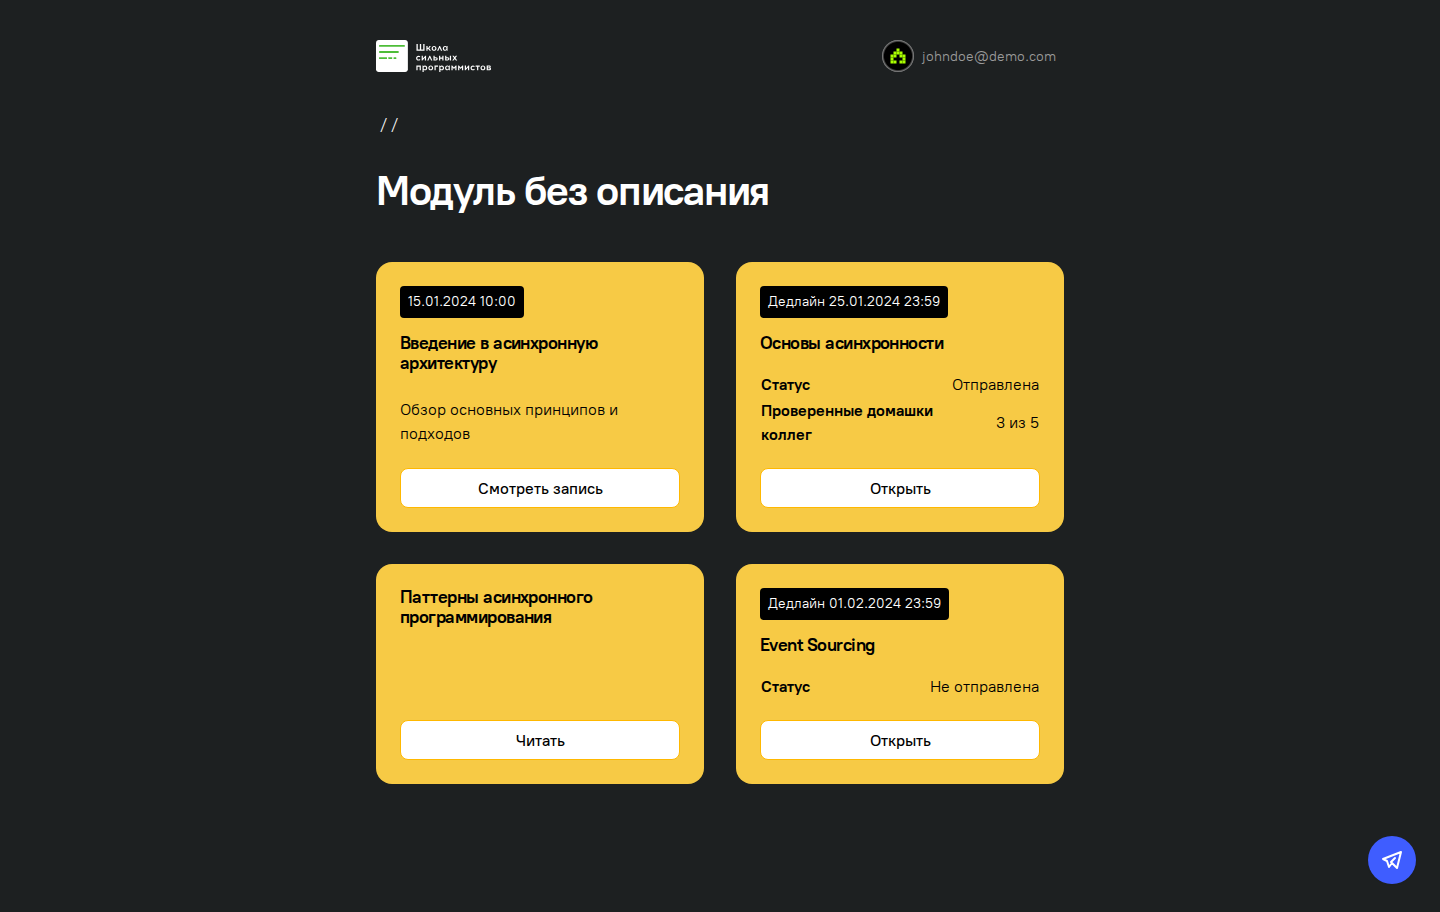 Школа
сильных
программистов
johndoe@demo.com
//
Модуль без описания
15.01.2024 10:00
Введение в асинхронную
архитектуру
Обзор основных принципов и
подходов
Смотреть запись
Дедлайн 25.01.2024 23:59
Основы асинхронности
Статус Отправлена
Проверенные домашки
коллег 3 из 5
Открыть
Паттерны асинхронного
программирования
Читать
Дедлайн 01.02.2024 23:59
Event Sourcing
Статус Не отправлена
Открыть